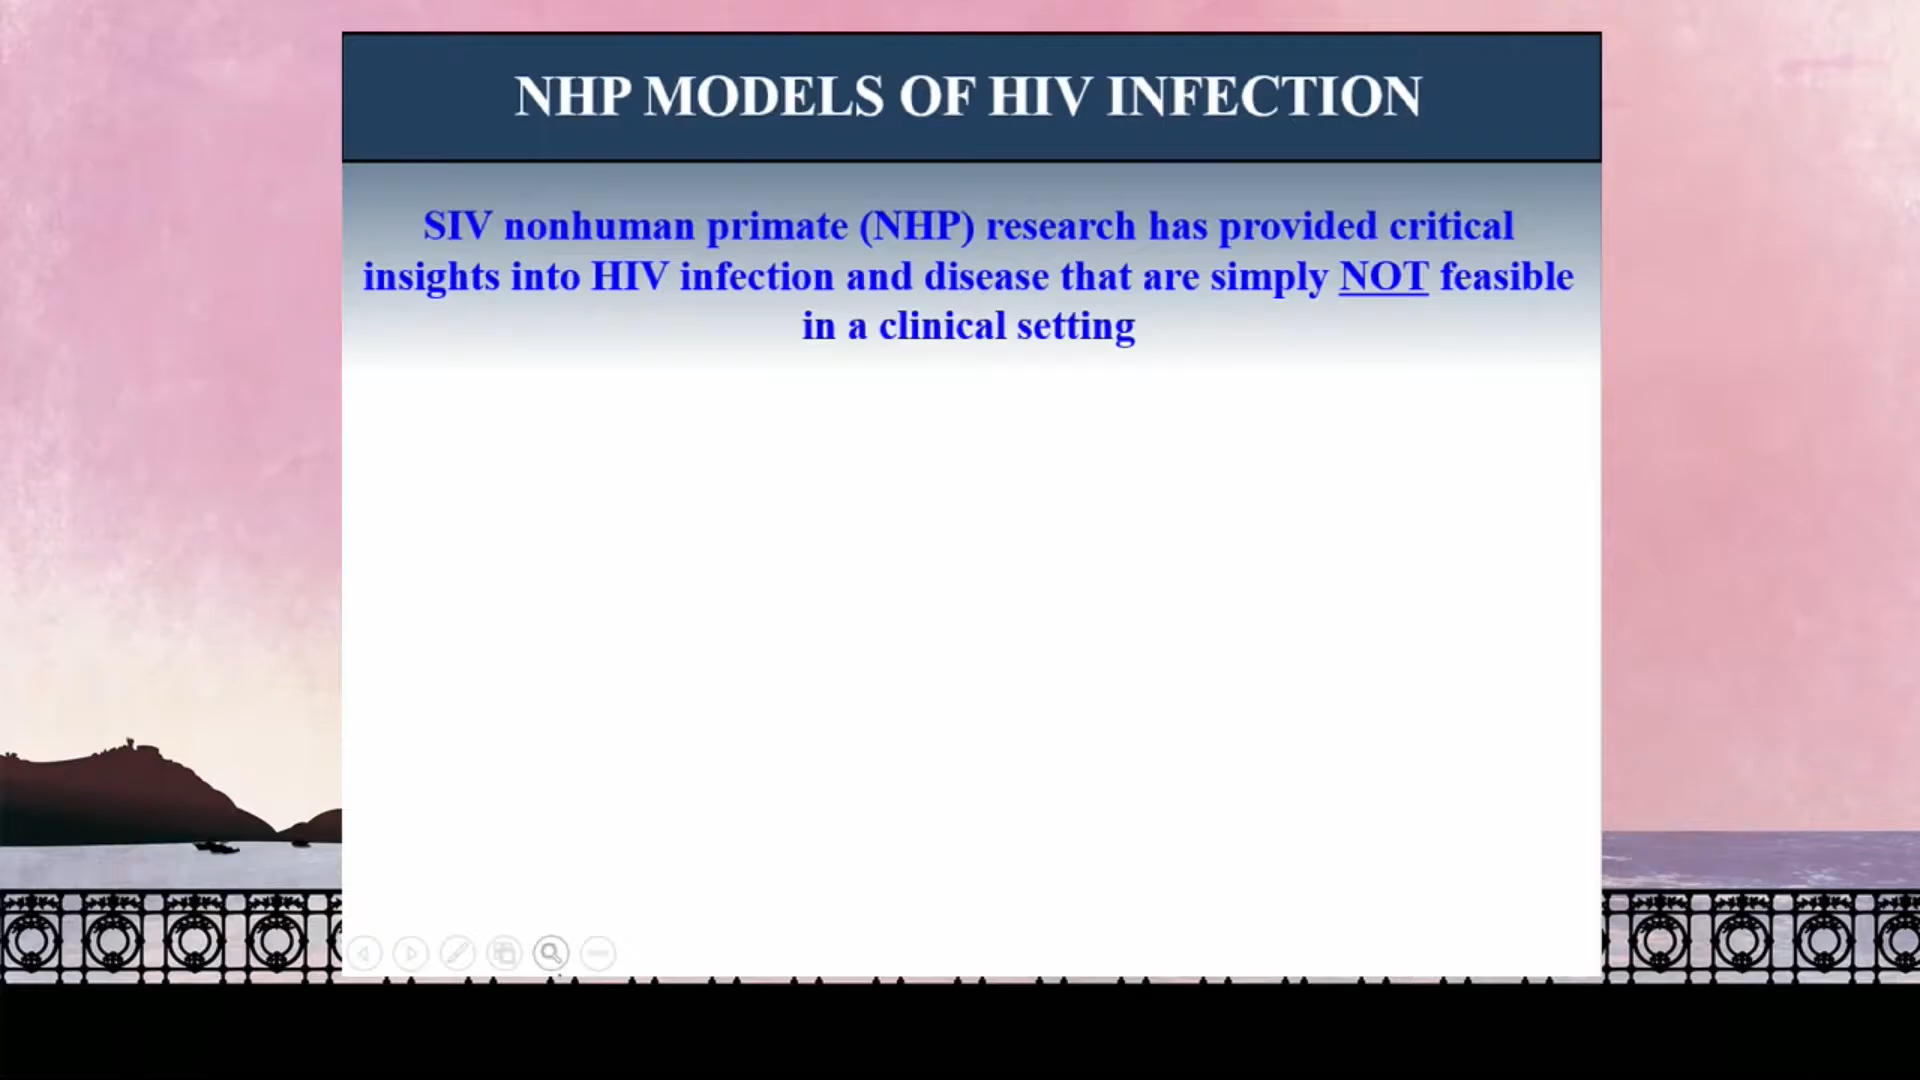 NHP MODELS OF HIV INFECTION
SIV nonhuman primate (NHP) research has provided critical
insights into HIV infection and disease that are simply NOT feasible
in a clinical setting